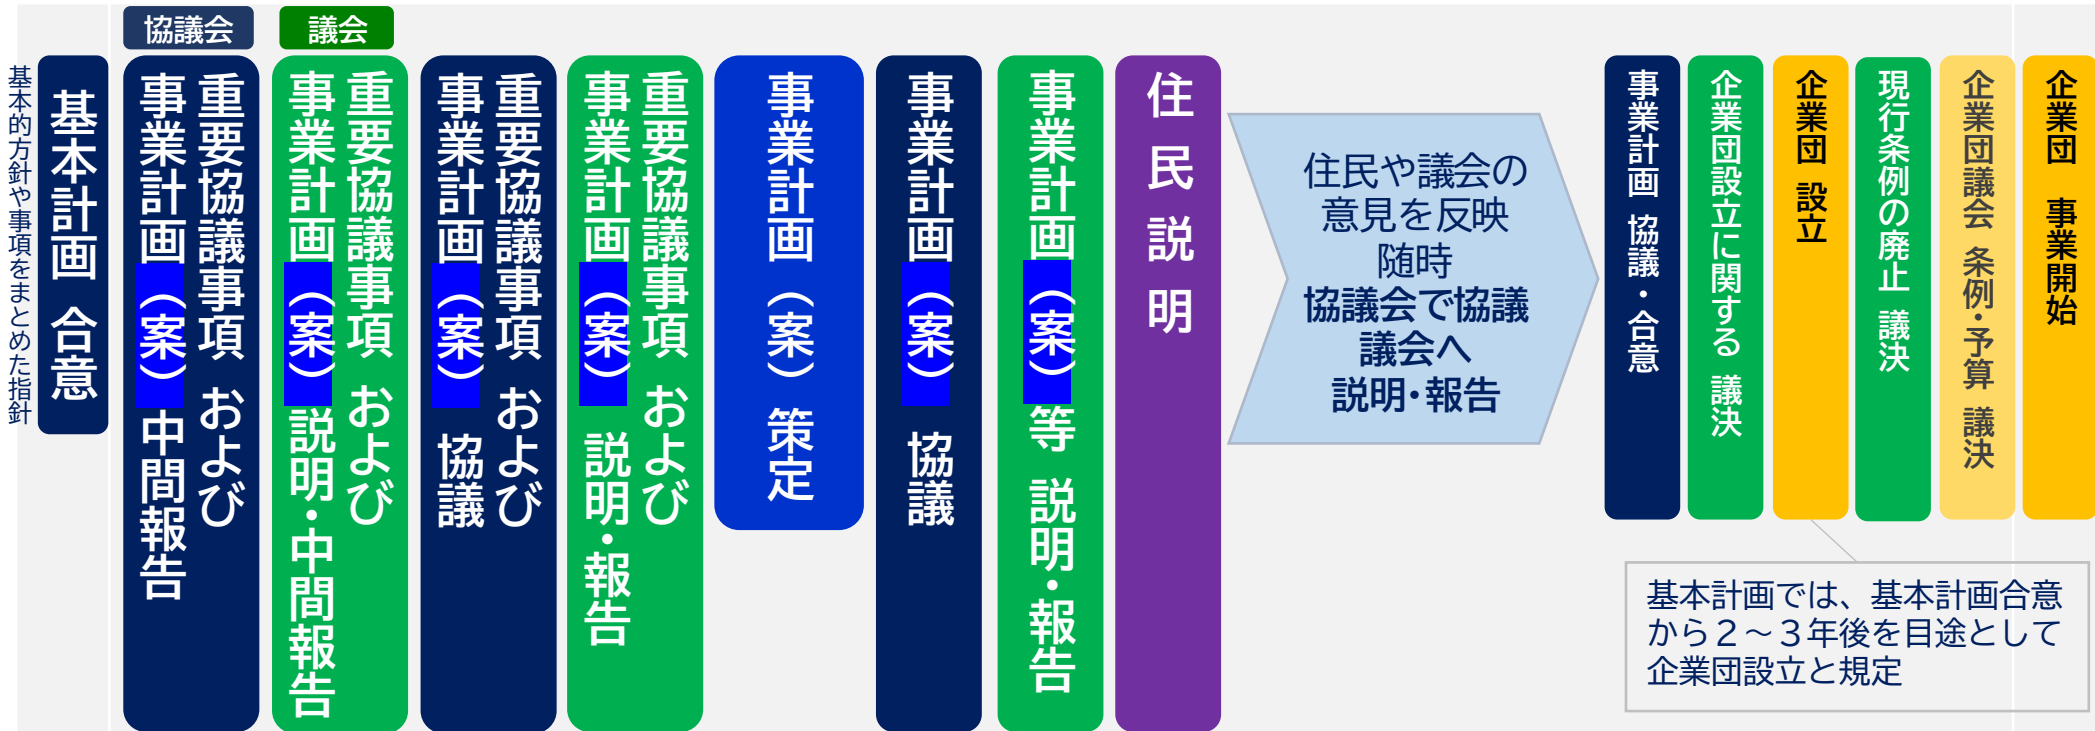 協議会
議会
基本的方針や事項をまとめた指針
基本計画 合意
重要協議事項 および
事業計画（案）中間報告
重要協議事項 および
事業計画（案）説明・中間報告
重要協議事項 および
事業計画（案） 協議
重要協議事項 および
事業計画（案） 説明・報告
事業計画（案） 策定
事業計画（案） 協議
事業計画（案）等 説明・報告
住民説明
住民や議会の
意見を反映
随時
協議会で協議
議会へ
説明・報告
事業計画 協議・合意
企業団設立に関する 議決
企業団 設立
現行条例の廃止 議決
企業団議会 条例・予算 議決
企業団 事業開始
基本計画では、基本計画合意
から２～３年後を目途として
企業団設立と規定